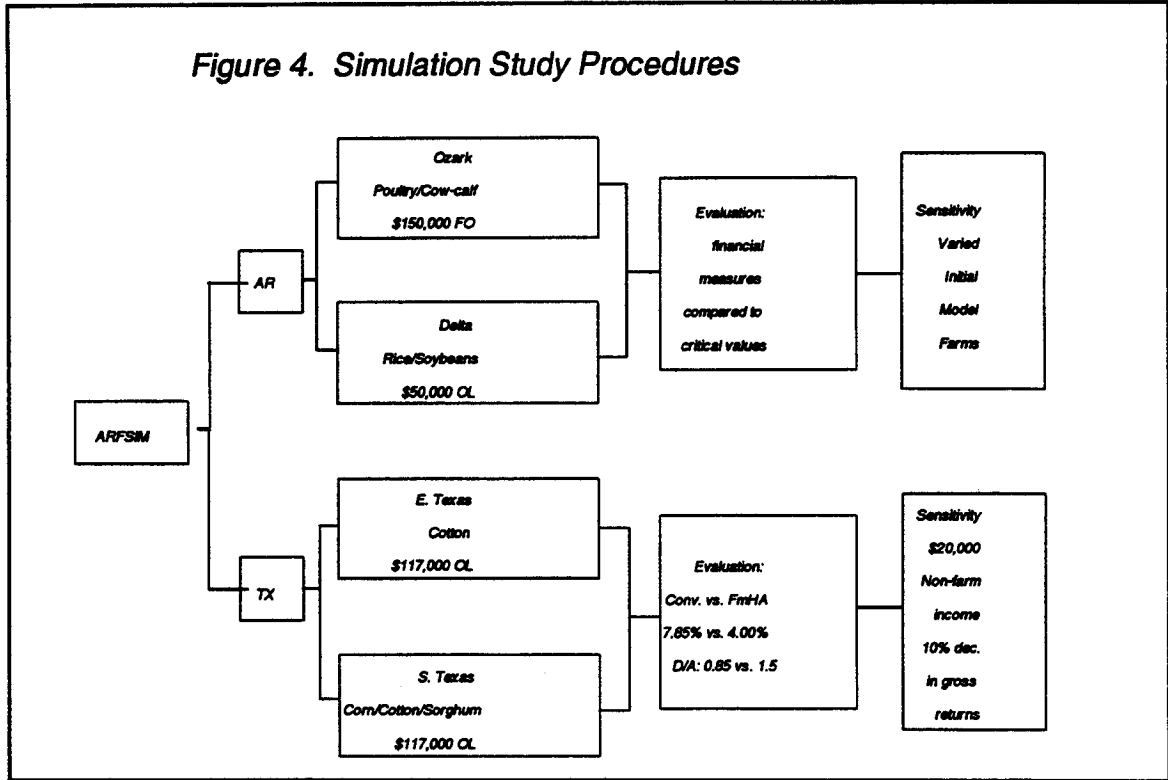 Figure 4. Simulation Study Procedures
Ozark
Poultry/Cow-calf
$150,000 FO
AR
Delta
Rice/Soybeans
$50,000 OL
Evaluation:
financial
measures
compared to
critical values
Sensitivity
Varied
Initial
Model
Farms
ARFSIM
E. Texas
Cotton
$117,000 OL
TX
S. Texas
Corn/Cotton/Sorghum
$117,000 OL
Evaluation:
Conv. vs. FmHA
7.85% vs. 4.00%
D/A: 0.85 vs. 1.5
Sensitivity
$20,000
Non-farm
income
10% dec.
in gross
returns